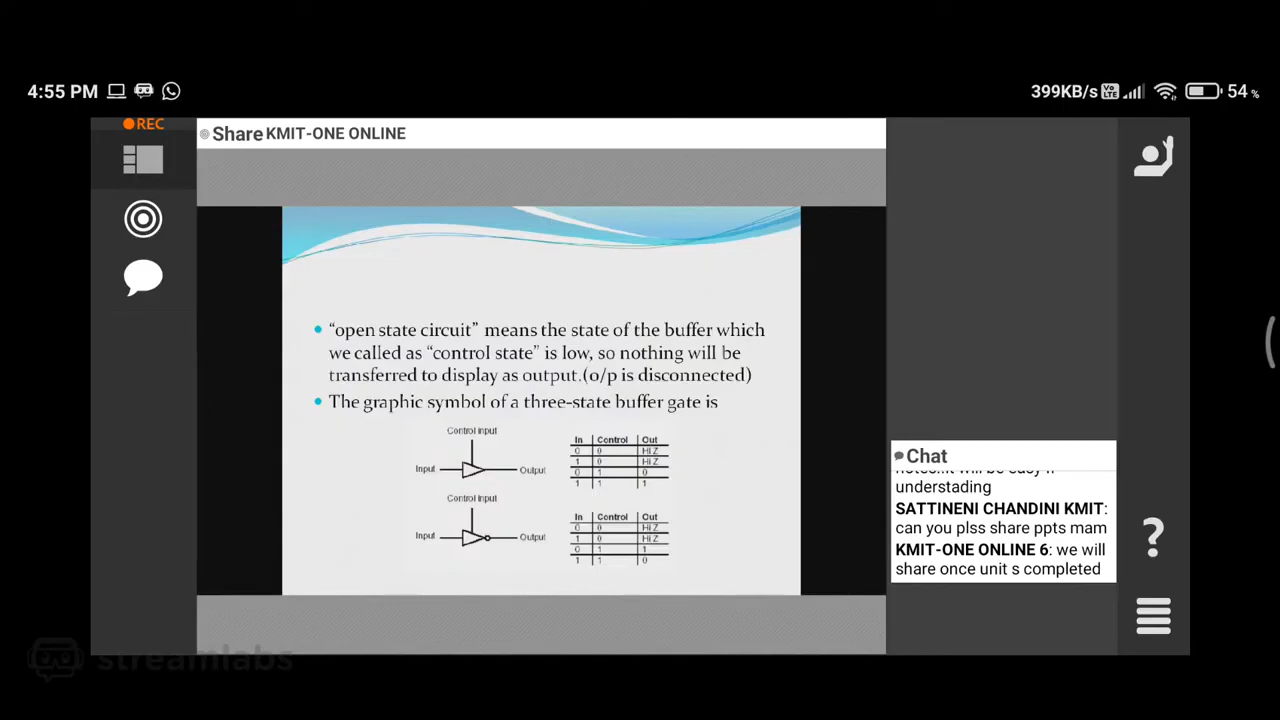 4:55 PM
399KB/s Vo LTE 54 %
REC
Share KMIT-ONE ONLINE
• “open state circuit” means the state of the buffer which
we called as “control state” is low, so nothing will be
transferred to display as output.(o/p is disconnected)
• The graphic symbol of a three-state buffer gate is
Control input
Input Output
In Control Out
0 0 Hi Z
1 0 Hi Z
0 1 0
1 1 1
Control input
Input Output
In Control Out
0 0 Hi Z
1 0 Hi Z
0 1 1
1 1 0
Chat
understading
SATTINENI CHANDINI KMIT:
can you plss share ppts mam
KMIT-ONE ONLINE 6: we will
share once unit s completed
?
streamlabs